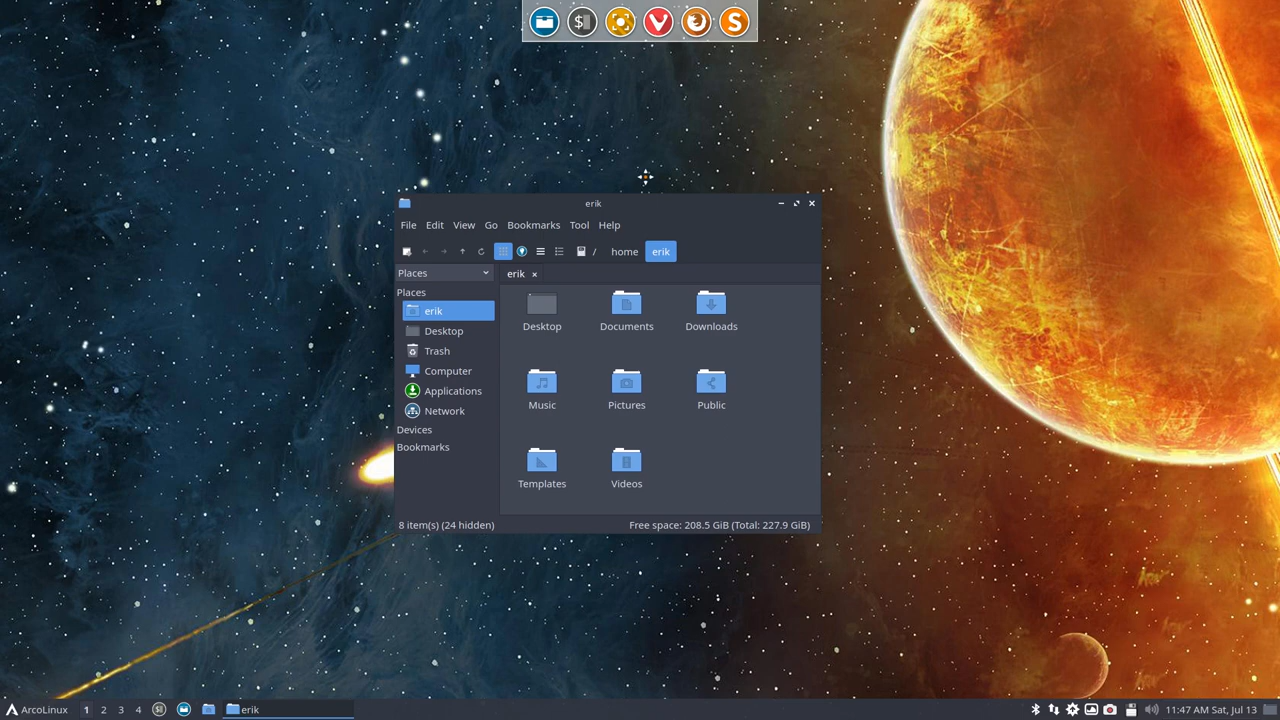 $
S
erik
File Edit View Go Bookmarks Tool Help
/ home erik
Places
erik ×
Places
erik
Desktop
Trash
Computer
Applications
Network
Devices
Bookmarks
Desktop Documents Downloads
Music Pictures Public
Templates Videos
8 item(s) (24 hidden) Free space: 208.5 GiB (Total: 227.9 GiB)
ArcoLinux 1 2 3 4 erik 11:47 AM Sat, Jul 13